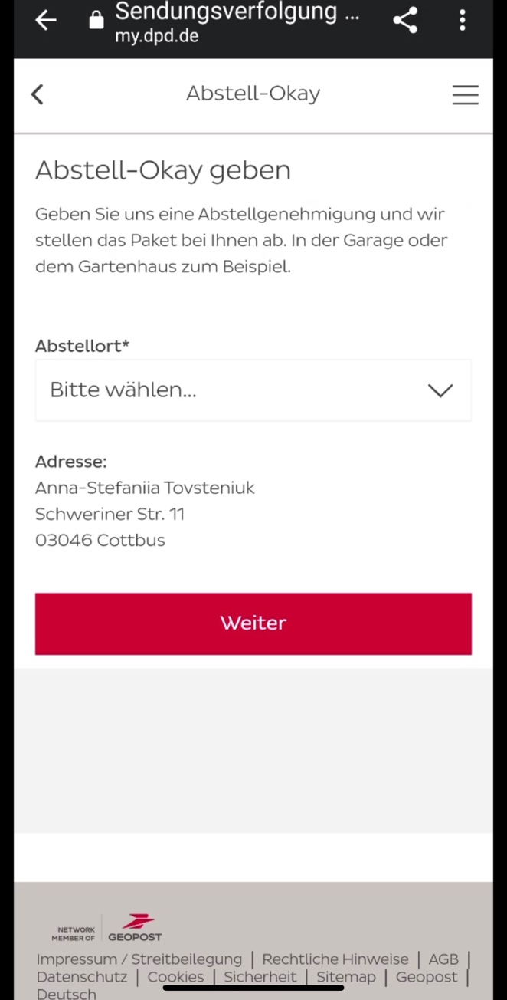 Sendungsverfolgung ...
my.dpd.de
Abstell-Okay
Abstell-Okay geben
Geben Sie uns eine Abstellgenehmigung und wir
stellen das Paket bei Ihnen ab. In der Garage oder
dem Gartenhaus zum Beispiel.
Abstellort*
Bitte wählen...
Adresse:
Anna-Stefaniia Tovsteniuk
Schweriner Str. 11
03046 Cottbus
Weiter
NETWORK
MEMBER OF
GEOPOST
Impressum / Streitbeilegung | Rechtliche Hinweise | AGB |
Datenschutz | Cookies | Sicherheit | Sitemap | Geopost |
Deutsch